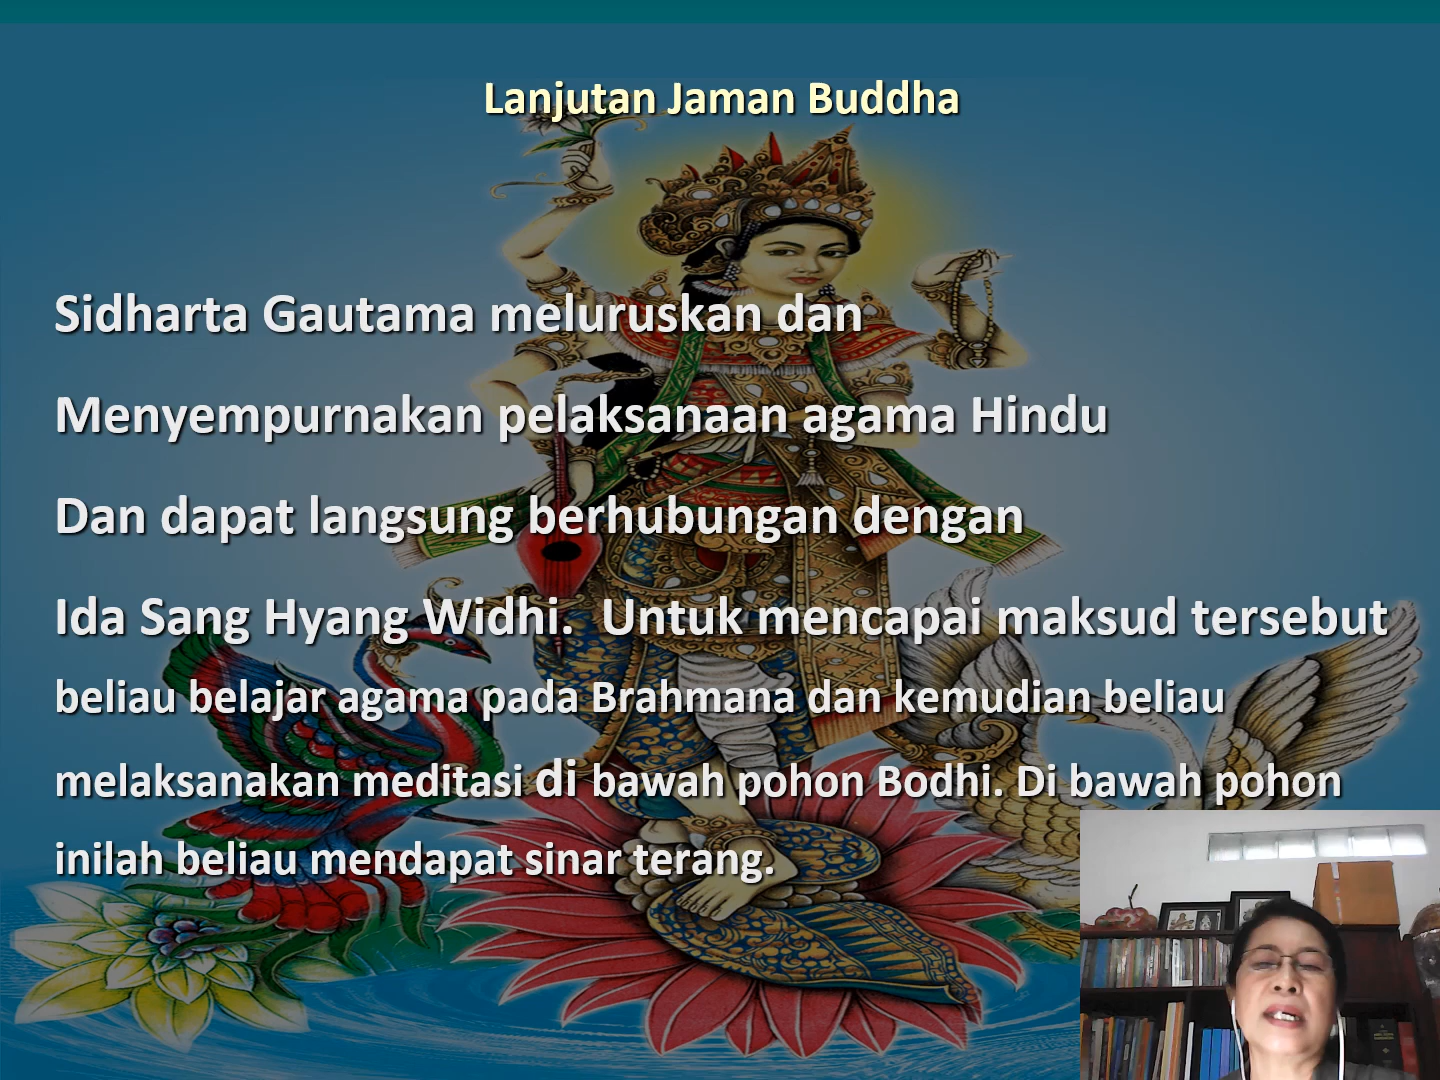 Lanjutan Jaman Buddha
Sidharta Gautama meluruskan dan
Menyempurnakan pelaksanaan agama Hindu
Dan dapat langsung berhubungan dengan
Ida Sang Hyang Widhi. Untuk mencapai maksud tersebut
beliau belajar agama pada Brahmana dan kemudian beliau
melaksanakan meditasi di bawah pohon Bodhi. Di bawah pohon
inilah beliau mendapat sinar terang.